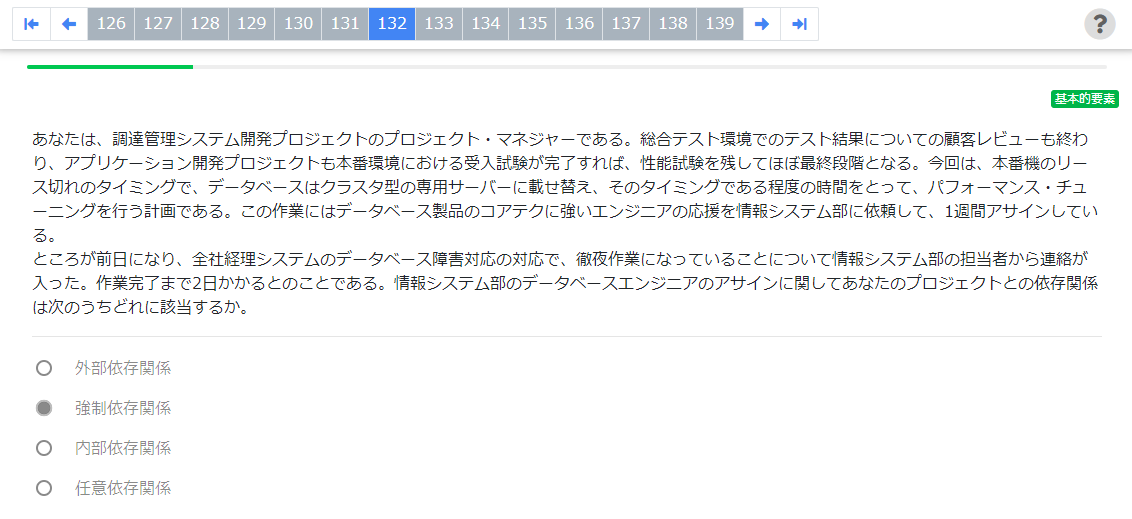 126 127 128 129 130 131 132 133 134 135 136 137 138 139 ?
基本的要素
あなたは、調達管理システム開発プロジェクトのプロジェクト・マネジャーである。総合テスト環境でのテスト結果についての顧客レビューも終わ
り、アプリケーション開発プロジェクトも本番環境における受入試験が完了すれば、性能試験を残してほぼ最終段階となる。今回は、本番機のリー
ス切れのタイミングで、データベースはクラスタ型の専用サーバーに載せ替え、そのタイミングである程度の時間をとって、パフォーマンス・チュ
ーニングを行う計画である。この作業にはデータベース製品のコアテクに強いエンジニアの応援を情報システム部に依頼して、1週間アサインしてい
る。
ところが前日になり、全社経理システムのデータベース障害対応の対応で、徹夜作業になっていることについて情報システム部の担当者から連絡が
入った。作業完了まで2日かかるとのことである。情報システム部のデータベースエンジニアのアサインに関してあなたのプロジェクトとの依存関係
は次のうちどれに該当するか。
外部依存関係
強制依存関係
内部依存関係
任意依存関係